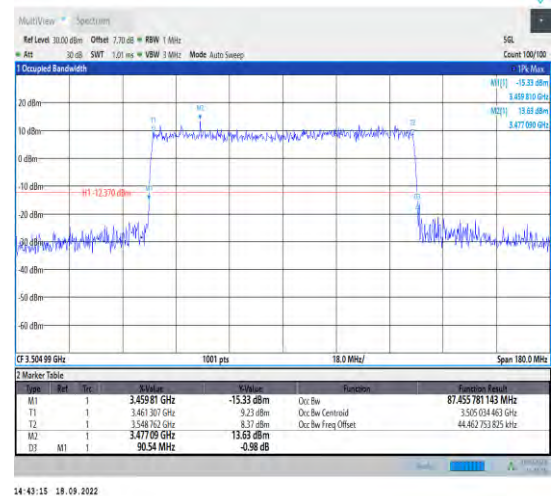 MultiView Spectrum
Ref Level 30.00 dBm Offset 7.70 dB RBW 1 MHz SGL
Att 30 dB SWT 1.01 ms VBW 3 MHz Mode Auto Sweep Count 100/100
1 Occupied Bandwidth 1Pk Max
M1[1] -15.33 dBm
3.459 810 GHz
M2[1] 13.63 dBm
3.477 090 GHz
20 dBm
10 dBm
0 dBm
-10 dBm
H1 -12.370 dBm
-20 dBm
-30 dBm
-40 dBm
-50 dBm
-60 dBm
T1
M2
T2
M1
D3
CF 3.504 99 GHz 1001 pts 18.0 MHz/ Span 180.0 MHz
2 Marker Table
Type Ref Trc X-Value Y-Value Function Function Result
M1 1 3.459 81 GHz -15.33 dBm Occ Bw 87.455 781 143 MHz
T1 1 3.461 307 GHz 9.23 dBm Occ Bw Centroid 3.505 034 463 GHz
T2 1 3.548 762 GHz 8.37 dBm Occ Bw Freq Offset 44.462 753 825 kHz
M2 1 3.477 09 GHz 13.63 dBm
D3 M1 1 90.54 MHz -0.98 dB
14:43:15 18.09.2022